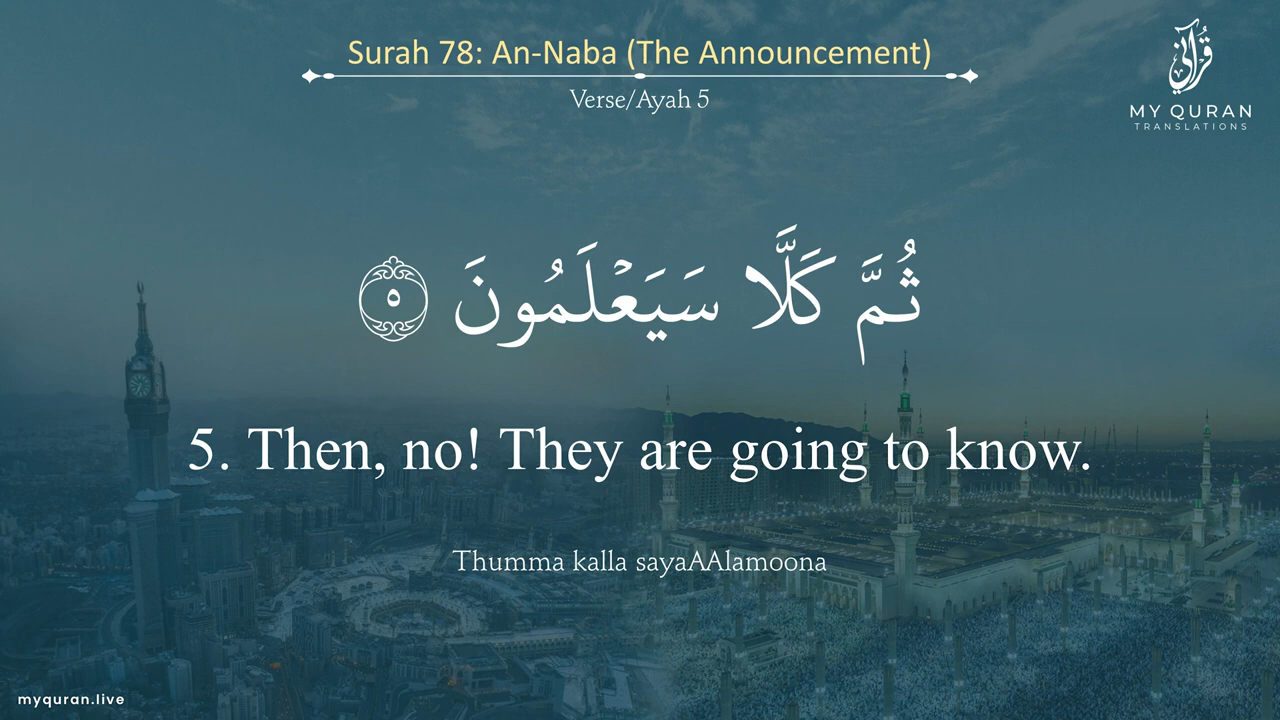 Surah 78: An-Naba (The Announcement)
Verse/Ayah 5
قرآني
MY QURAN
TRANSLATIONS
ثُمَّ كَلَّا سَيَعْلَمُونَ ٥
5. Then, no! They are going to know.
Thumma kalla sayaAAlamoona
myquran.live